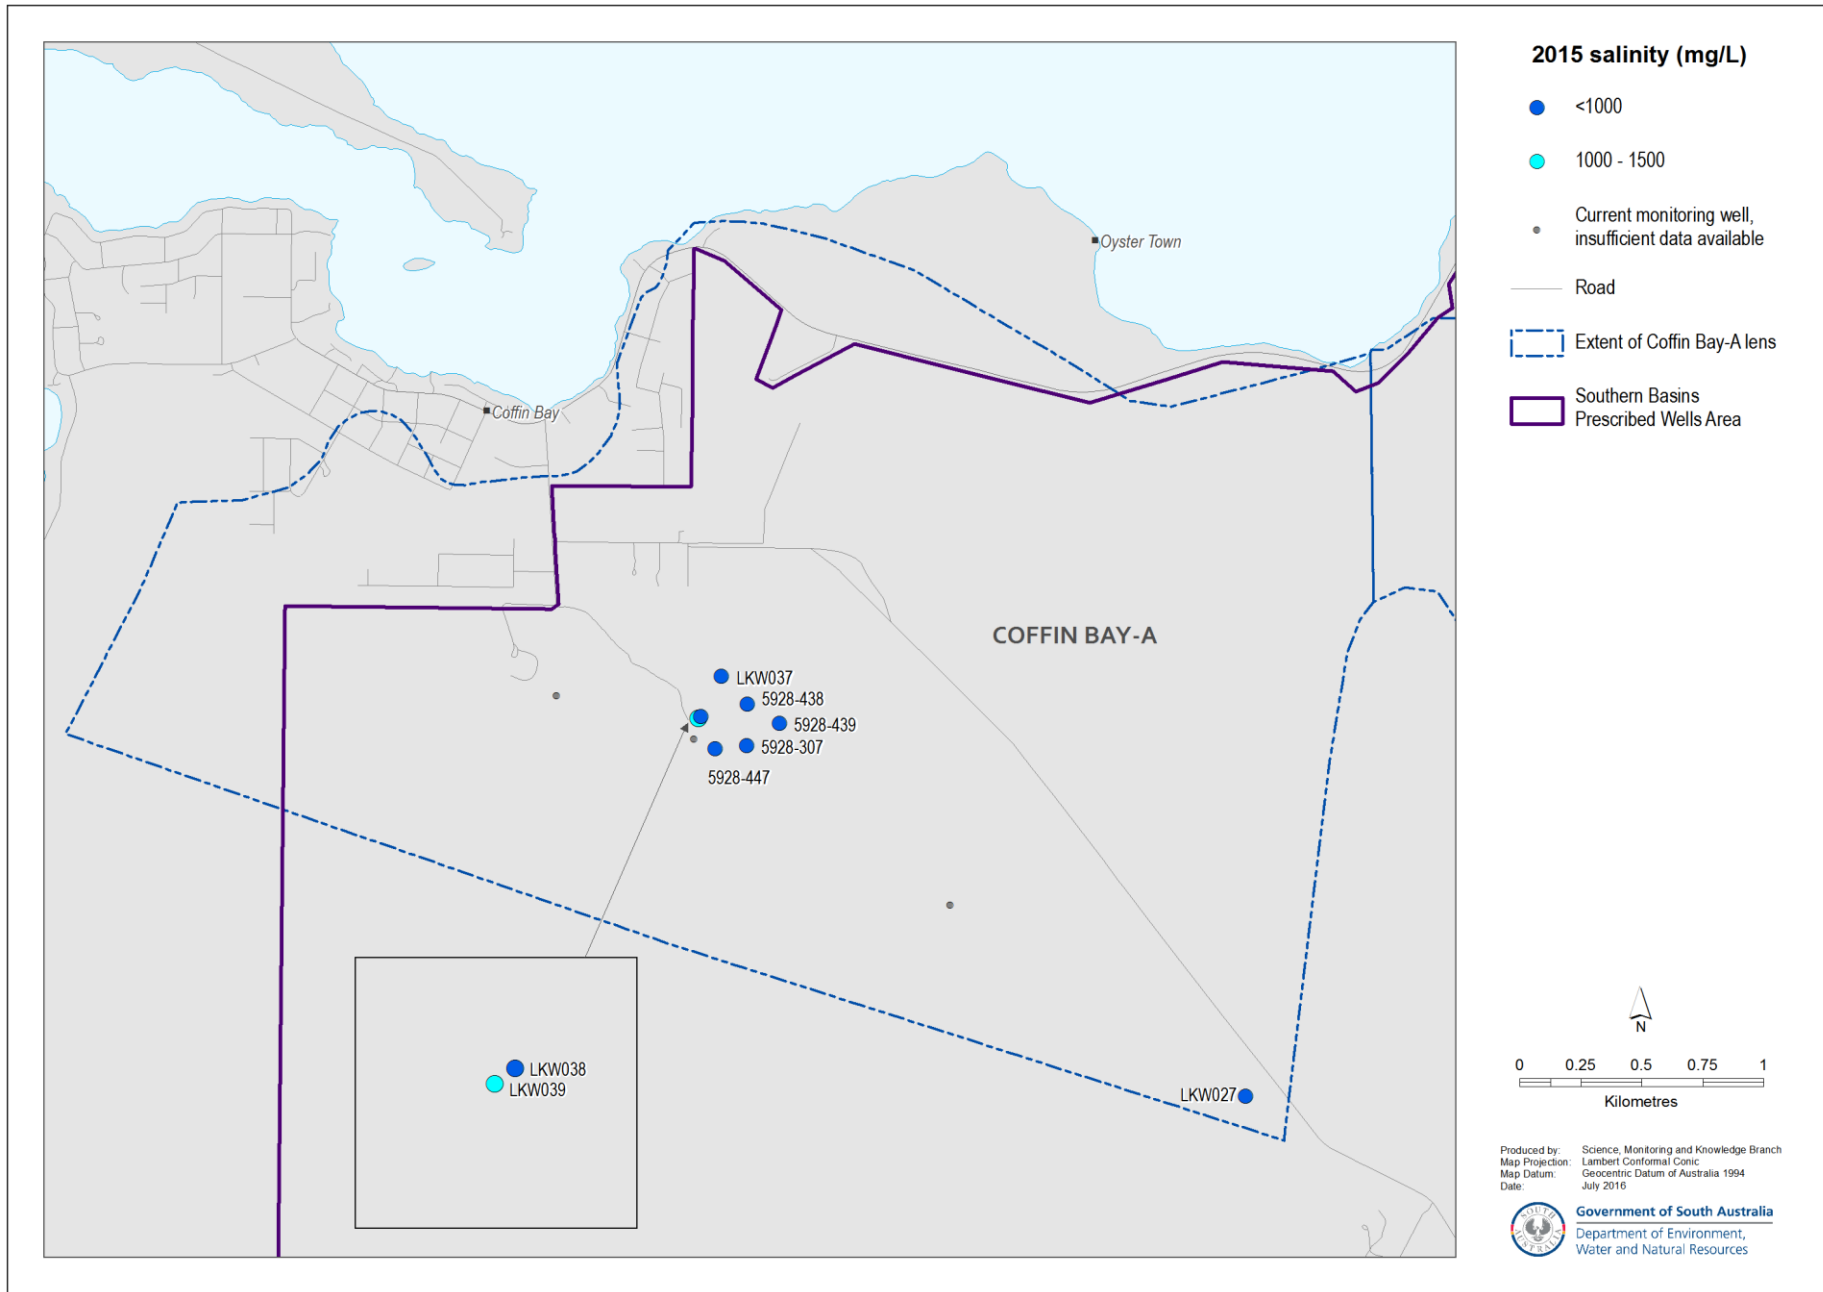 2015 salinity (mg/L)
<1000
1000 - 1500
Current monitoring well,
insufficient data available
Road
Extent of Coffin Bay-A lens
Southern Basins
Prescribed Wells Area
Oyster Town
Coffin Bay
COFFIN BAY-A
LKW037
5928-438
5928-439
5928-307
5928-447
LKW038
LKW039
LKW027
N
0 0.25 0.5 0.75 1
Kilometres
Produced by: Science, Monitoring and Knowledge Branch
Map Projection: Lambert Conformal Conic
Map Datum: Geocentric Datum of Australia 1994
Date: July 2016
SOUTH AUSTRALIA
Government of South Australia
Department of Environment,
Water and Natural Resources